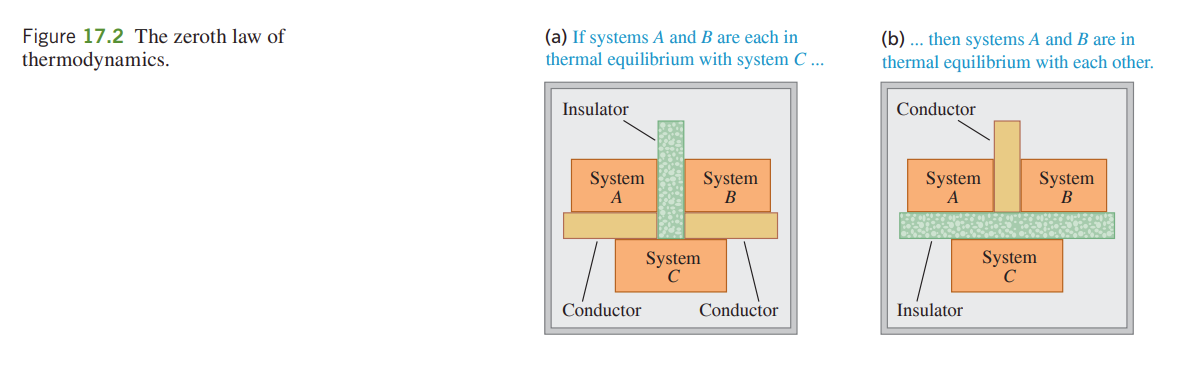 Figure 17.2 The zeroth law of
thermodynamics.
(a) If systems A and B are each in
thermal equilibrium with system C ...
Insulator
System
A
System
B
System
C
Conductor
Conductor
(b) ... then systems A and B are in
thermal equilibrium with each other.
Conductor
System
A
System
B
System
C
Insulator